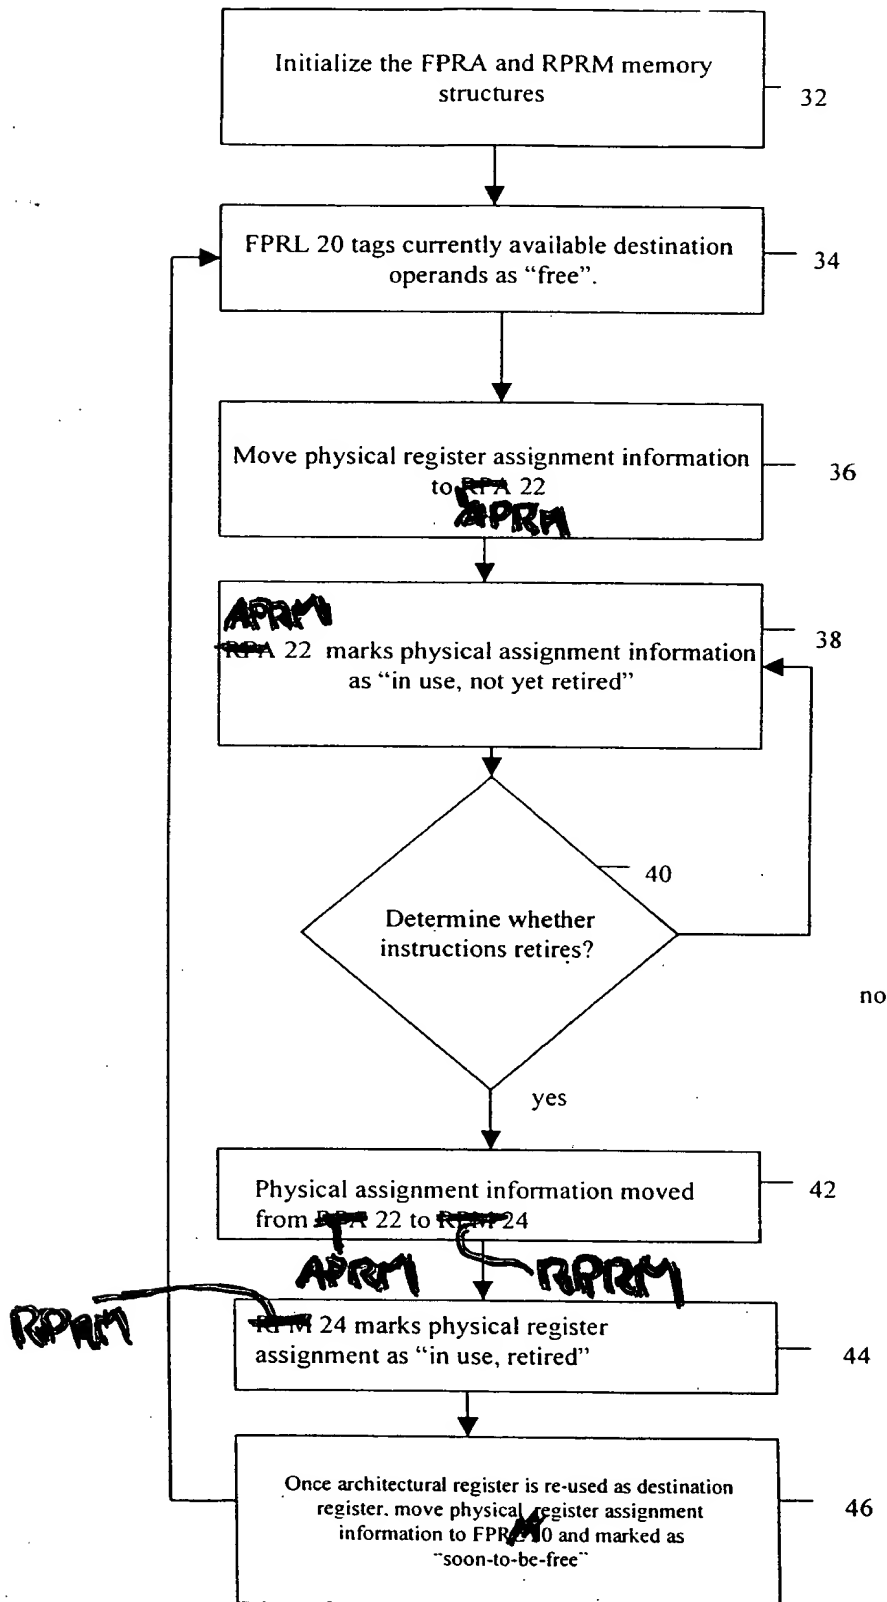 Initialize the FPRA and RPRM memory
structures
32
FPRL 20 tags currently available destination
operands as “free”.
34
Move physical register assignment information
to RPA 22
APRM
36
APRM
RPA 22 marks physical assignment information
as “in use, not yet retired”
38
40
Determine whether
instructions retires?
no
yes
Physical assignment information moved
from RPA 22 to RPM 24
42
APRM
RPRM
RPRM
RPM 24 marks physical register
assignment as “in use, retired”
44
Once architectural register is re-used as destination
register, move physical register assignment
information to and marked as
“soon-to-be-free”
46